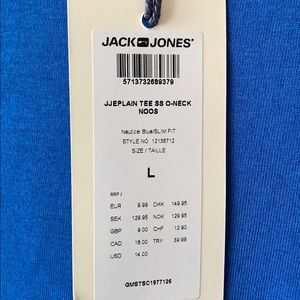 JACK JONES
5713732689379
JJEPLAIN TEE SS O-NECK
NOOS
Nautical Blue/SLIM FIT
STYLE NO. 12136712
SIZE / TAILLE
L
RRP /
EUR 9.99 DKK 149.95
SEK 129.95 NOK 129.95
GBP 9.00 CHF 12.90
CAD 18.00 TRY 39.99
USD 14.00
GMSTSC1977126